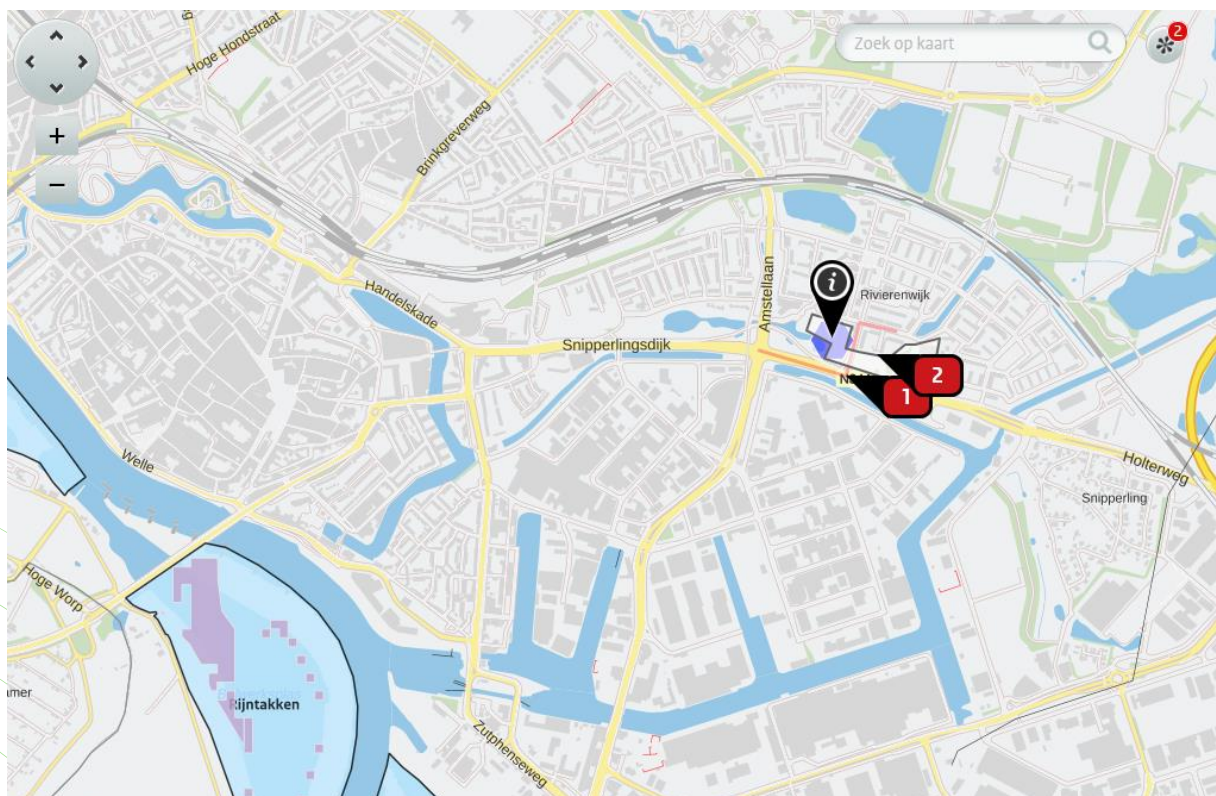 Hoge Hondstraat
Zoek op kaart
2
+
−
Brinkgreverweg
Amstellaan
i
Rivierenwijk
Handelskade
Snipperlingsdijk
2
1
Welle
Holterweg
Snipperling
Hoge Worp
Rijntakken
Zutphenseweg